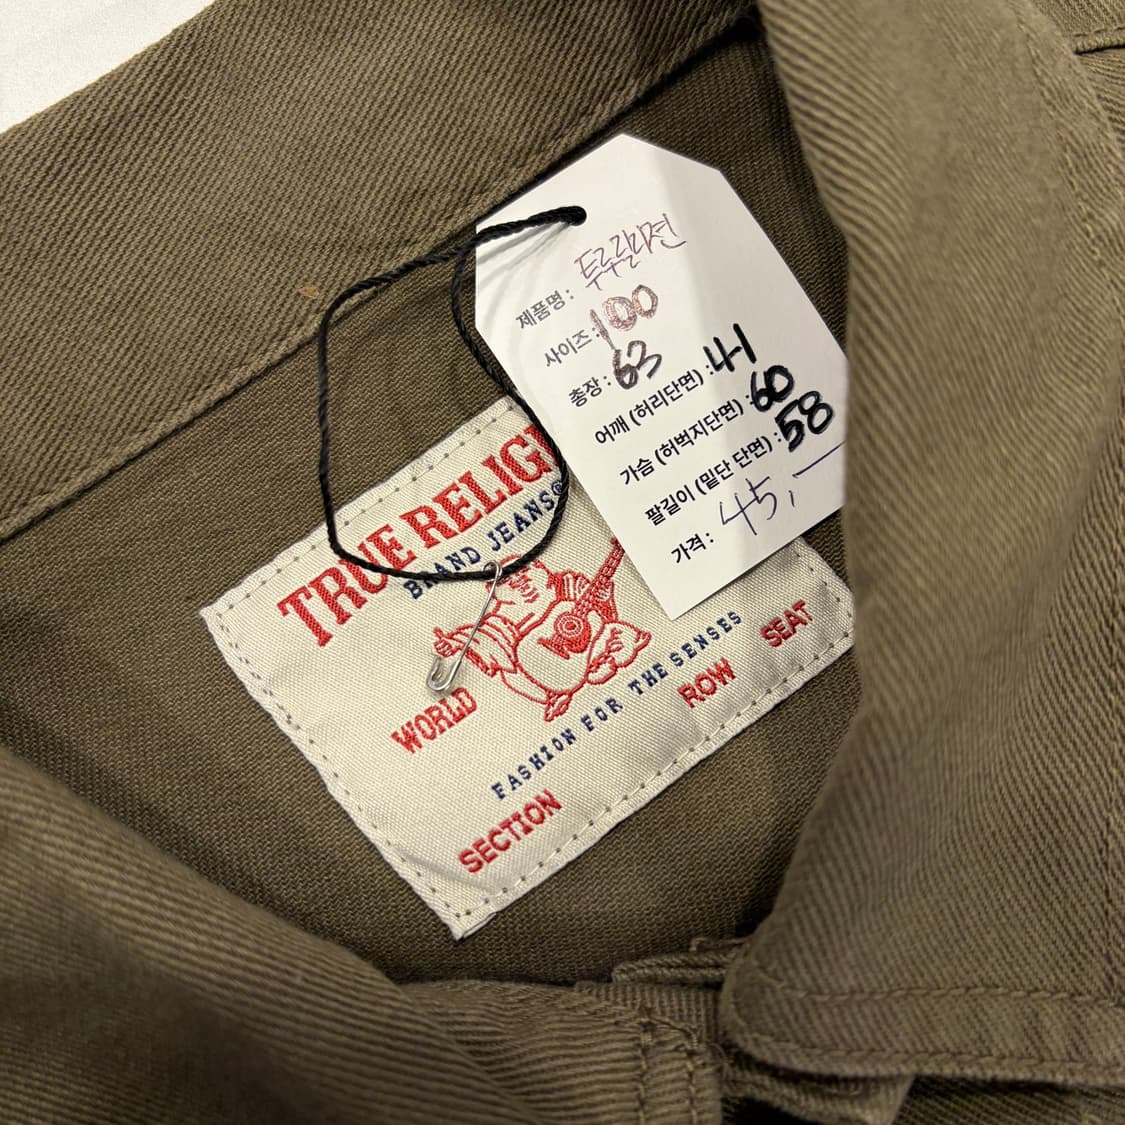 제품명 : 투루릴리젼
사이즈 : 100
총장 : 63
어깨 (허리단면) : 41
가슴 (허벅지단면) : 60
팔길이 (밑단 단면) : 58
가격 : 45,—
TRUE RELIG
BRAND JEANS®
WORLD
FASHION FOR THE SENSES
SECTION ROW SEAT